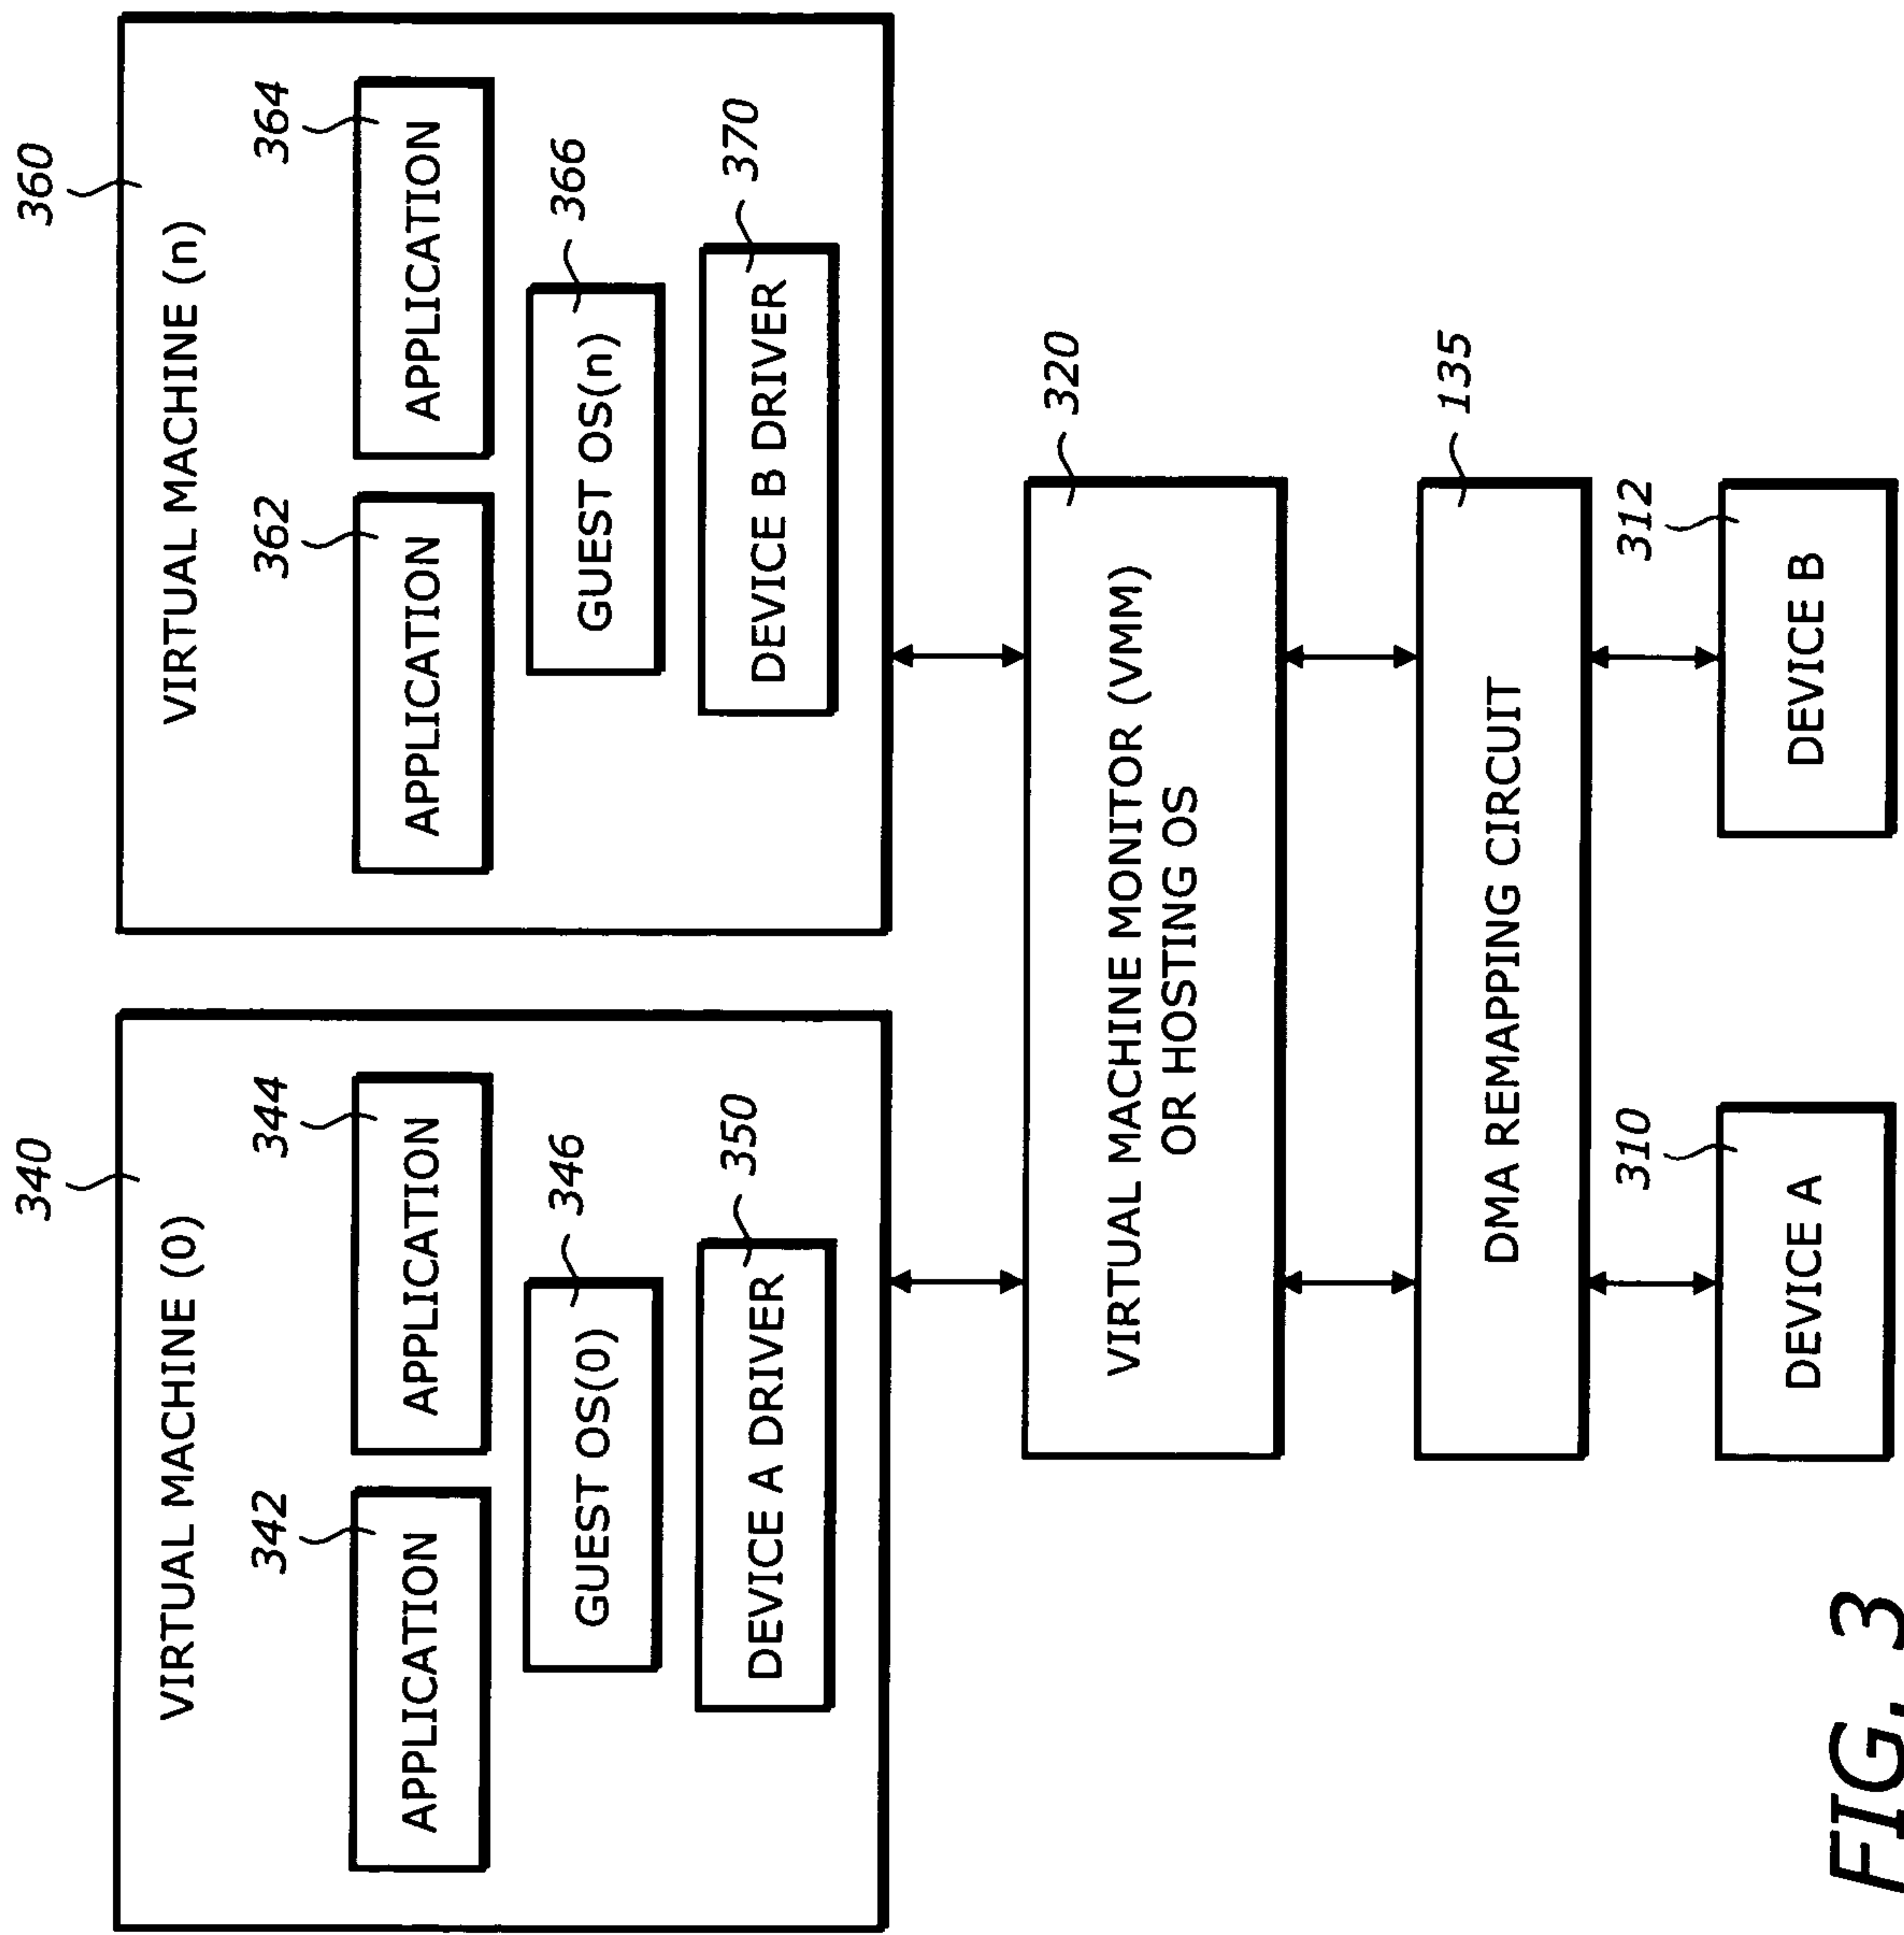 340
VIRTUAL MACHINE (0)
342
APPLICATION
344
APPLICATION
346
GUEST OS(0)
350
DEVICE A DRIVER
360
VIRTUAL MACHINE (n)
362
APPLICATION
364
APPLICATION
366
GUEST OS(n)
370
DEVICE B DRIVER
320
VIRTUAL MACHINE MONITOR (VMM)
OR HOSTING OS
135
DMA REMAPPING CIRCUIT
310
DEVICE A
312
DEVICE B
FIG. 3